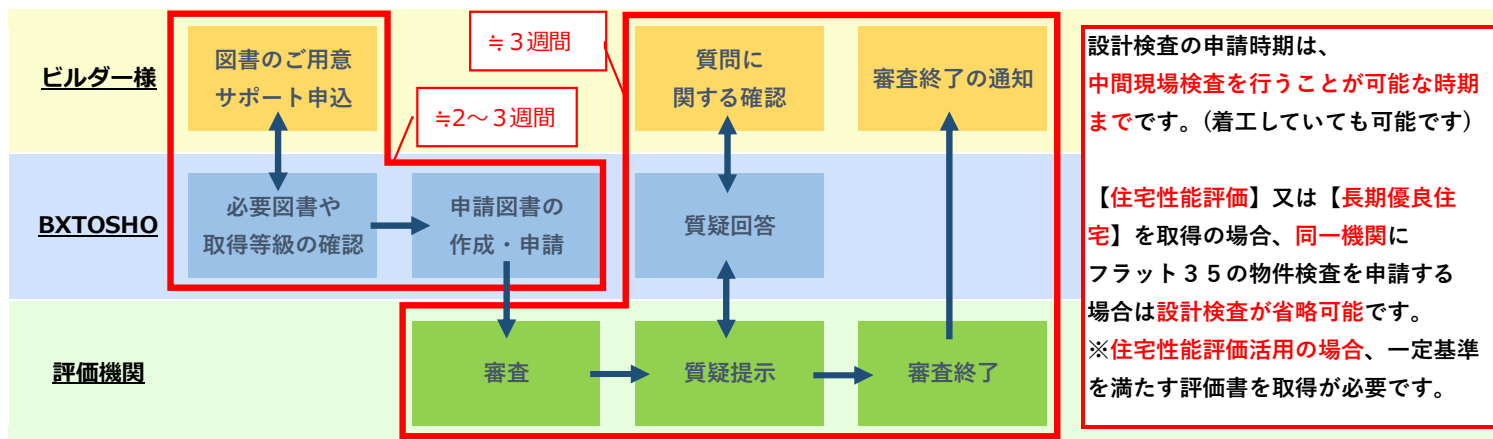 ビルダー様
図書のご用意
サポート申込
≒３週間
≒2～３週間
質問に
関する確認
審査終了の通知
BXTOSHO
必要図書や
取得等級の確認
申請図書の
作成・申請
質疑回答
評価機関
審査
質疑提示
審査終了
設計検査の申請時期は、
中間現場検査を行うことが可能な時期
までです。(着工していても可能です)
【住宅性能評価】又は【長期優良住
宅】を取得の場合、同一機関に
フラット３５の物件検査を申請する
場合は設計検査が省略可能です。
※住宅性能評価活用の場合、一定基準
を満たす評価書を取得が必要です。